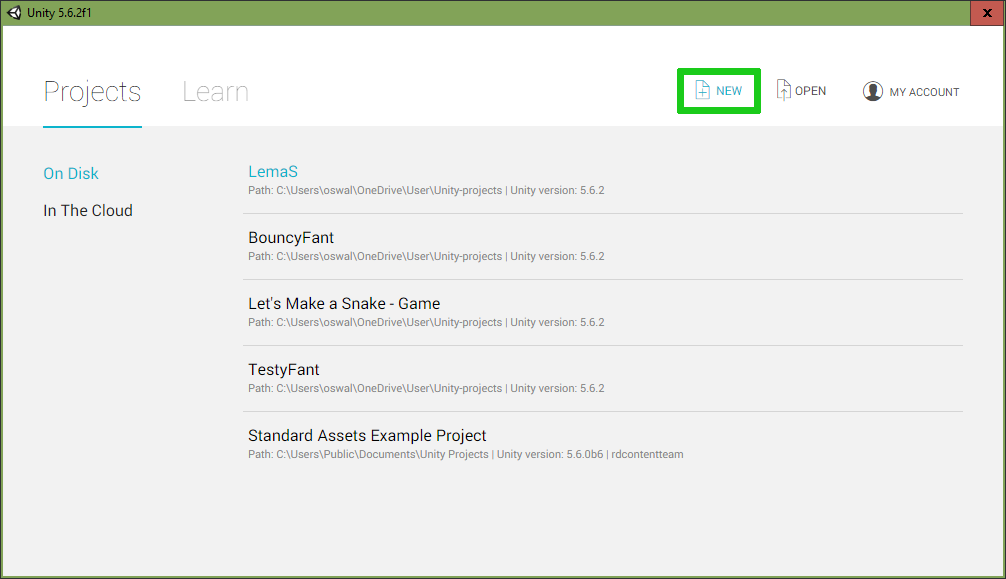 Unity 5.6.2f1
x
Projects
Learn
NEW
OPEN
MY ACCOUNT
On Disk
In The Cloud
LemaS
Path: C:\Users\oswal\OneDrive\User\Unity-projects | Unity version: 5.6.2
BouncyFant
Path: C:\Users\oswal\OneDrive\User\Unity-projects | Unity version: 5.6.2
Let's Make a Snake - Game
Path: C:\Users\oswal\OneDrive\User\Unity-projects | Unity version: 5.6.2
TestyFant
Path: C:\Users\oswal\OneDrive\User\Unity-projects | Unity version: 5.6.2
Standard Assets Example Project
Path: C:\Users\Public\Documents\Unity Projects | Unity version: 5.6.0b6 | rdcontentteam